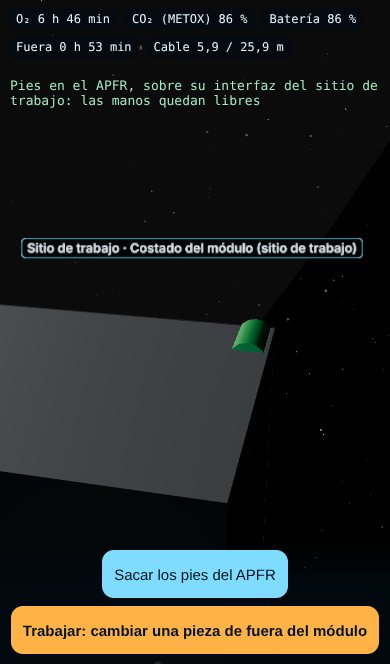 O₂ 6 h 46 min CO₂ (METOX) 86 % Batería 86 %
Fuera 0 h 53 min Cable 5,9 / 25,9 m
Pies en el APFR, sobre su interfaz del sitio de
trabajo: las manos quedan libres
Sitio de trabajo · Costado del módulo (sitio de trabajo)
Sacar los pies del APFR
Trabajar: cambiar una pieza de fuera del módulo